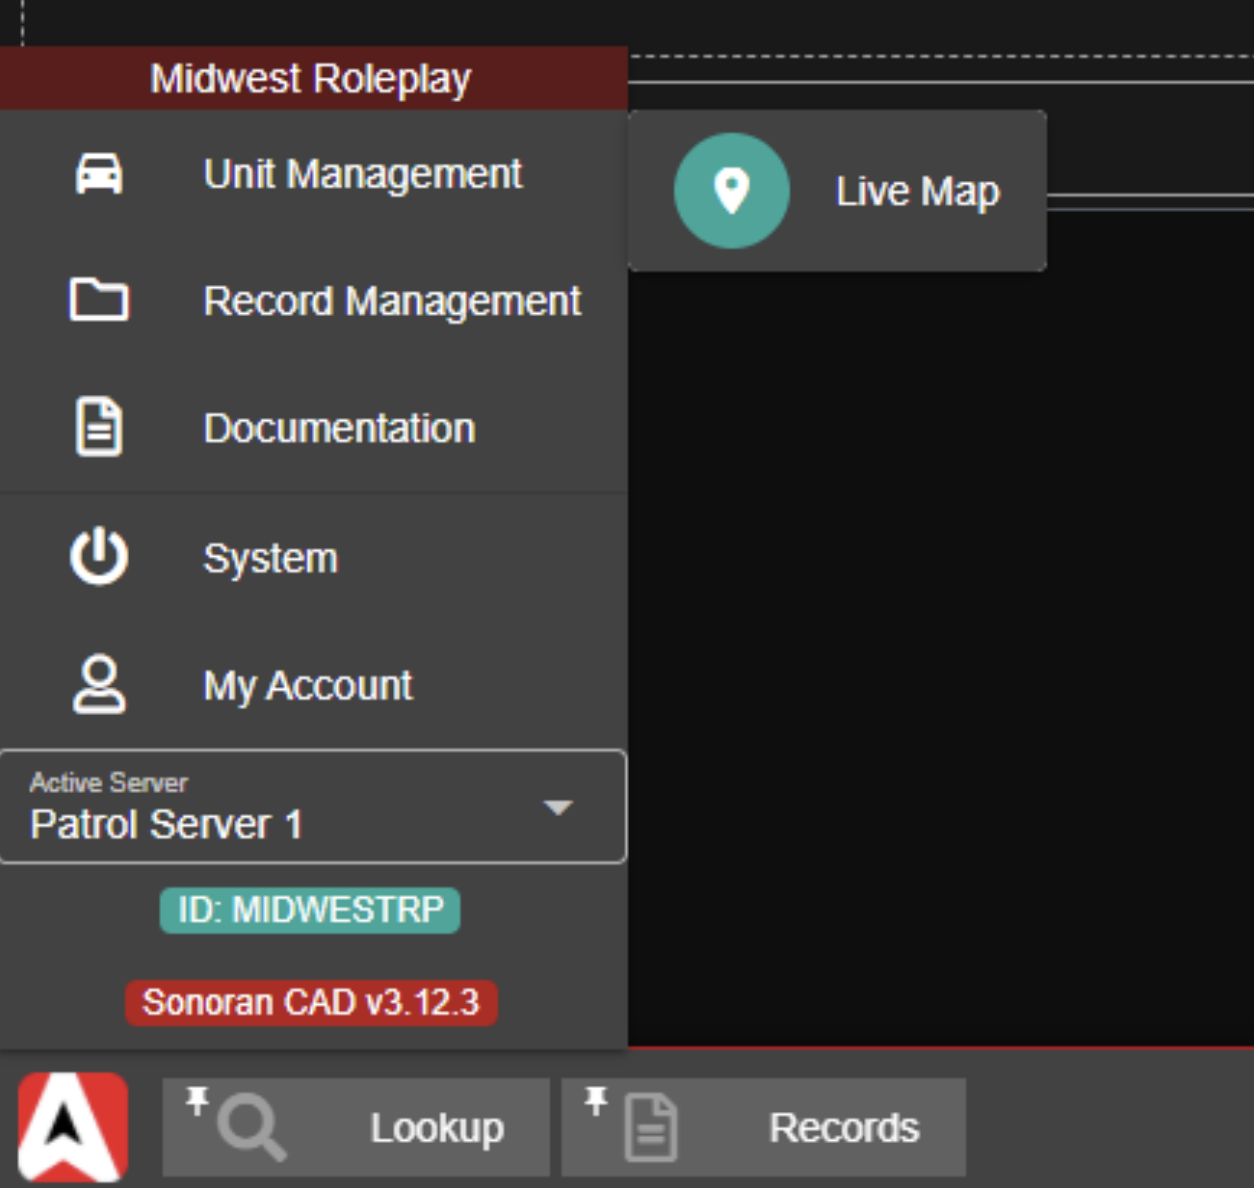 Midwest Roleplay
Unit Management
Live Map
Record Management
Documentation
System
My Account
Active Server
Patrol Server 1
ID: MIDWESTRP
Sonoran CAD v3.12.3
Lookup
Records